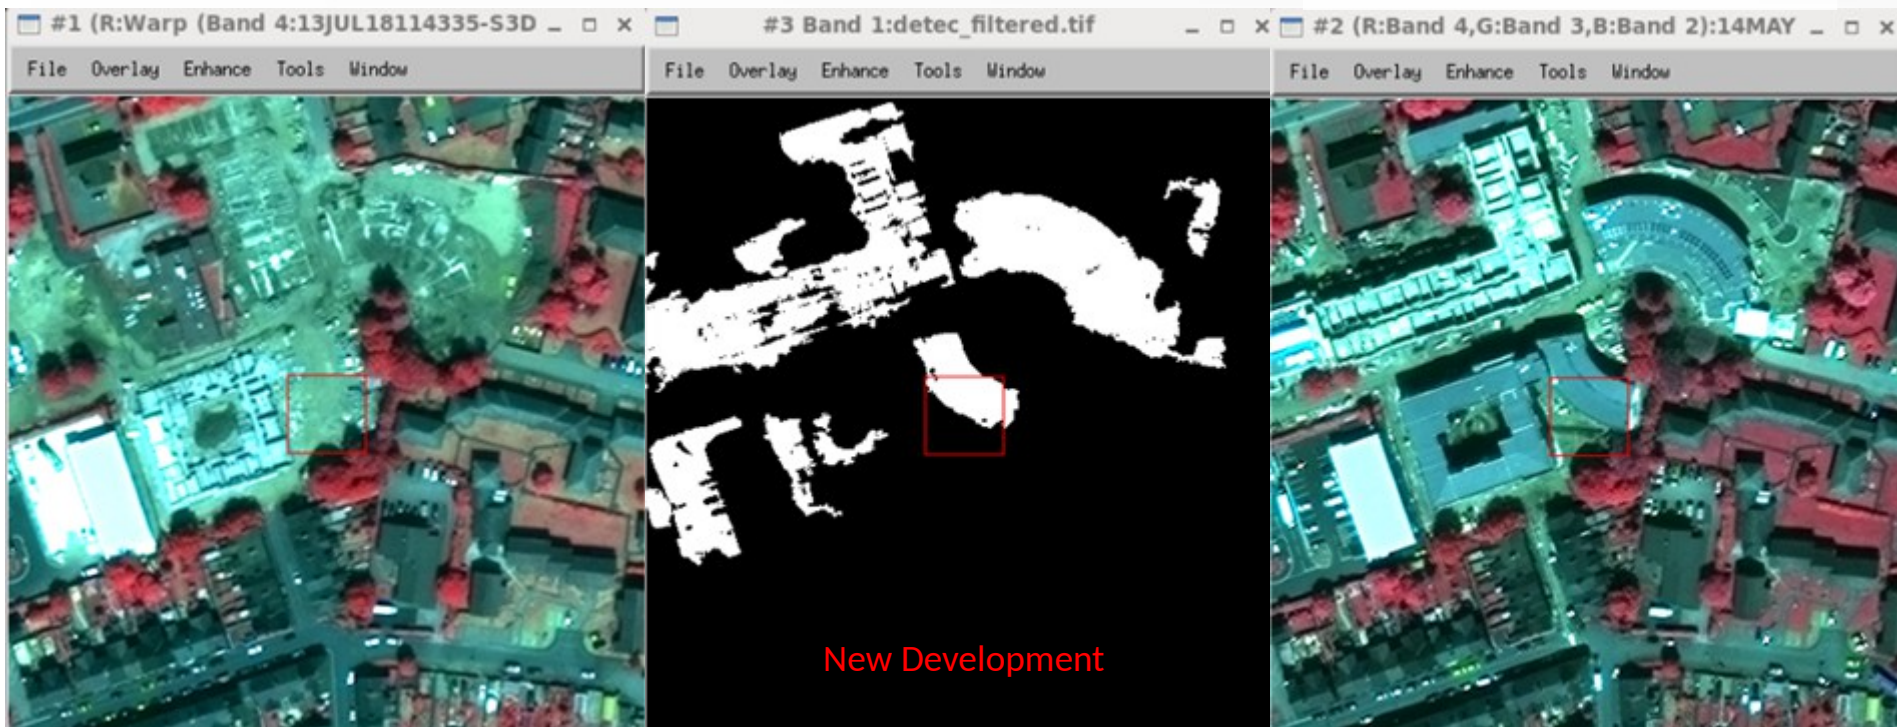 #1 (R:Warp (Band 4:13JUL18114335-S3D
File Overlay Enhance Tools Window
#3 Band 1:detec_filtered.tif
File Overlay Enhance Tools Window
#2 (R:Band 4,G:Band 3,B:Band 2):14MAY
File Overlay Enhance Tools Window
New Development